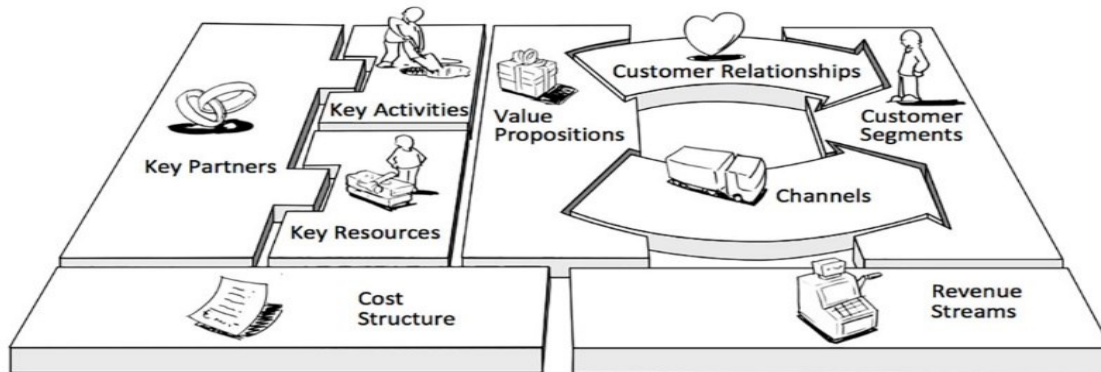 Key Partners
Key Activities
Key Resources
Value
Propositions
Customer Relationships
Channels
Customer
Segments
Cost
Structure
Revenue
Streams